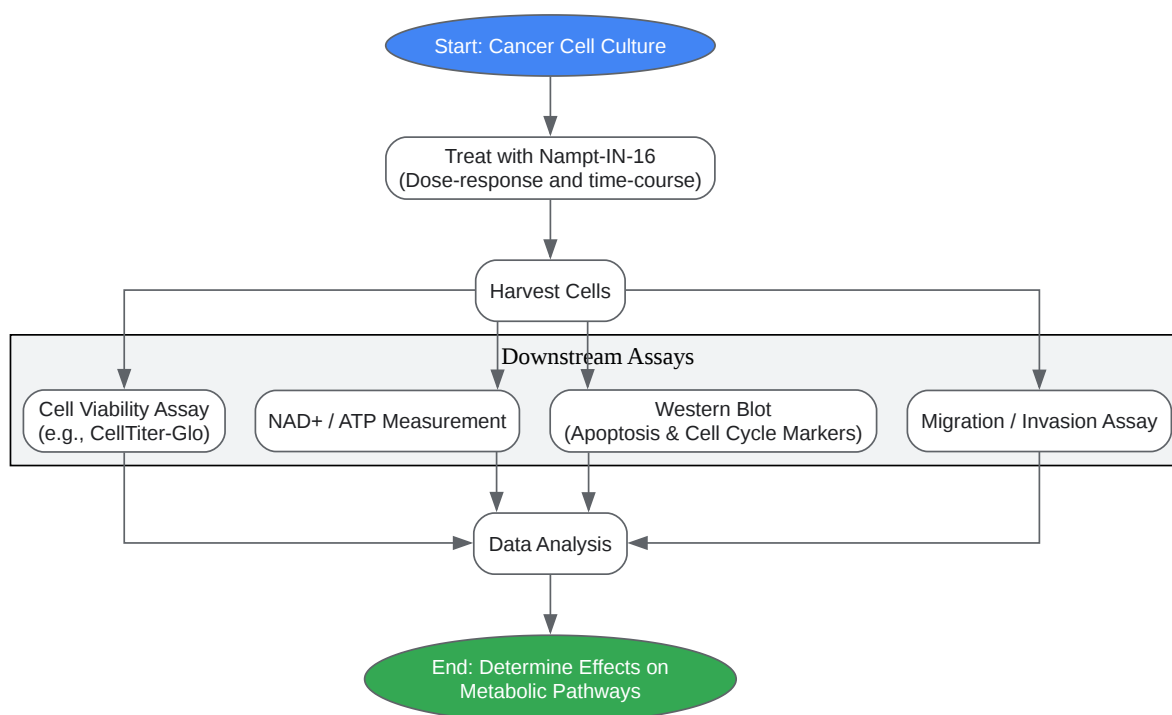 Start: Cancer Cell Culture
Treat with Nampt-IN-16
(Dose-response and time-course)
Harvest Cells
Downstream Assays
Cell Viability Assay
(e.g., CellTiter-Glo)
NAD+ / ATP Measurement
Western Blot
(Apoptosis & Cell Cycle Markers)
Migration / Invasion Assay
Data Analysis
End: Determine Effects on
Metabolic Pathways